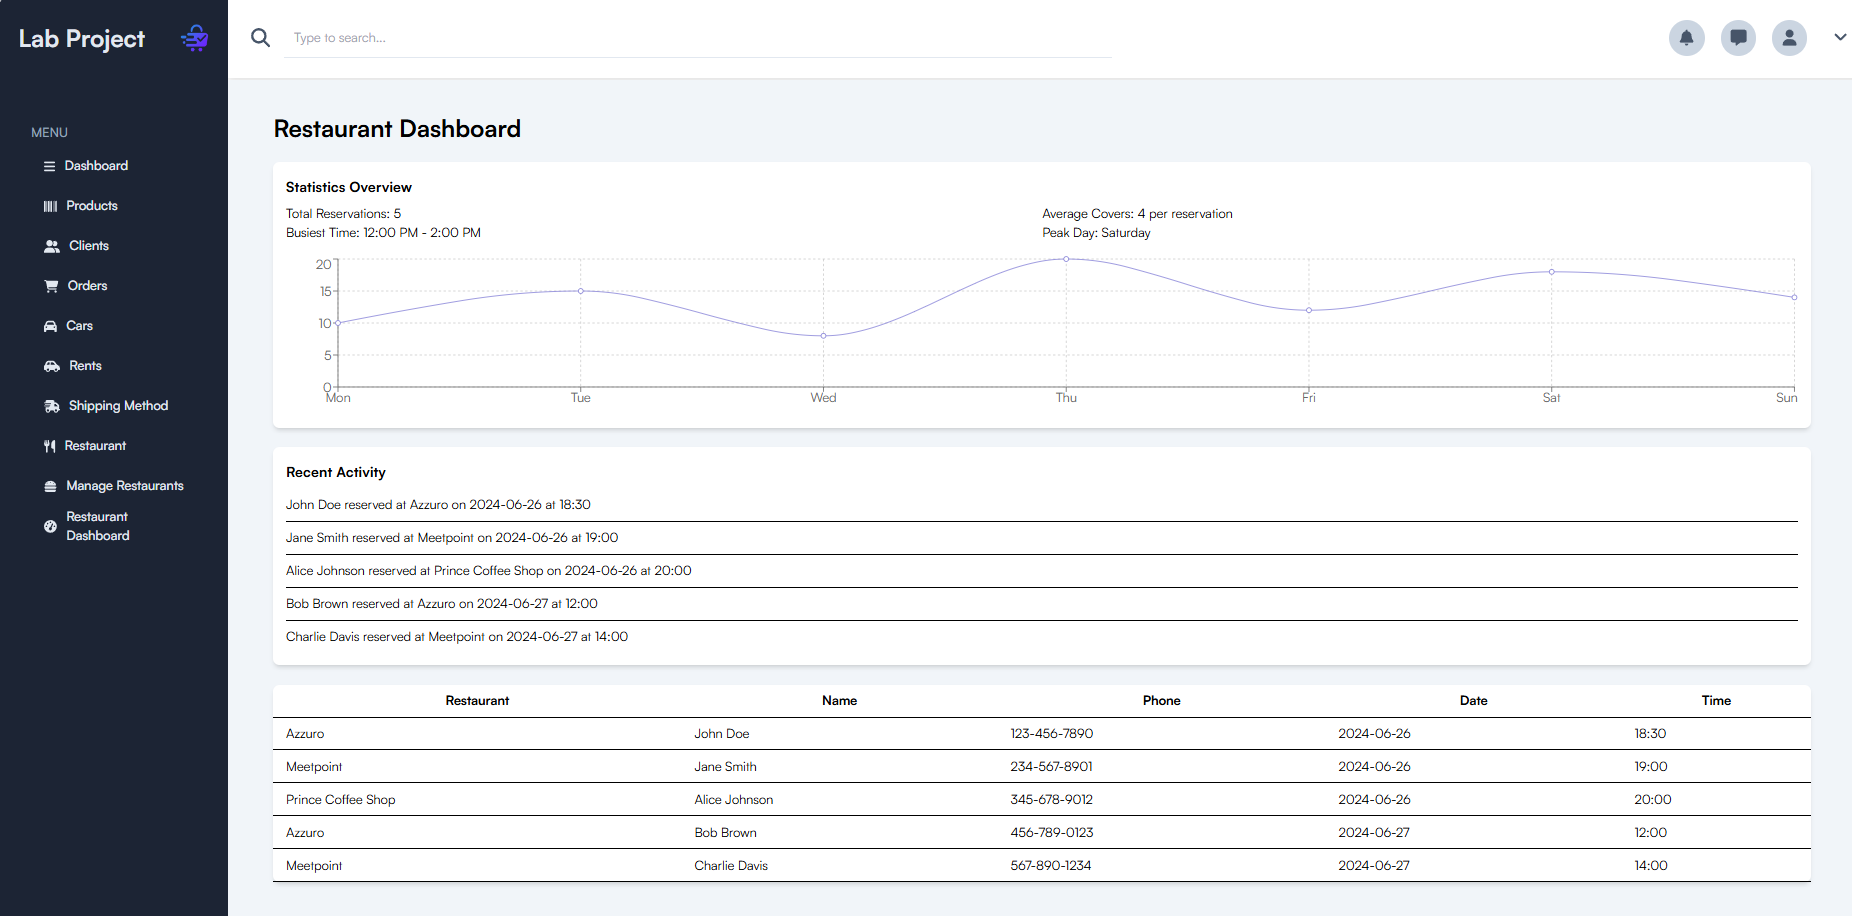 Lab Project
Type to search...
MENU
Dashboard
Products
Clients
Orders
Cars
Rents
Shipping Method
Restaurant
Manage Restaurants
Restaurant
Dashboard
Restaurant Dashboard
Statistics Overview
Total Reservations: 5
Average Covers: 4 per reservation
Busiest Time: 12:00 PM - 2:00 PM
Peak Day: Saturday
20
15
10
5
0
Mon Tue Wed Thu Fri Sat Sun
Recent Activity
John Doe reserved at Azzuro on 2024-06-26 at 18:30
Jane Smith reserved at Meetpoint on 2024-06-26 at 19:00
Alice Johnson reserved at Prince Coffee Shop on 2024-06-26 at 20:00
Bob Brown reserved at Azzuro on 2024-06-27 at 12:00
Charlie Davis reserved at Meetpoint on 2024-06-27 at 14:00
Restaurant Name Phone Date Time
Azzuro John Doe 123-456-7890 2024-06-26 18:30
Meetpoint Jane Smith 234-567-8901 2024-06-26 19:00
Prince Coffee Shop Alice Johnson 345-678-9012 2024-06-26 20:00
Azzuro Bob Brown 456-789-0123 2024-06-27 12:00
Meetpoint Charlie Davis 567-890-1234 2024-06-27 14:00